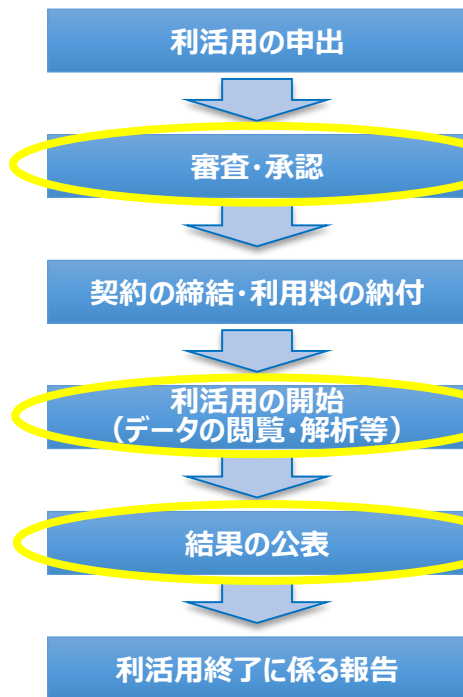 利活用の申出
審査・承認
契約の締結・利用料の納付
利活用の開始
（データの閲覧・解析等）
結果の公表
利活用終了に係る報告